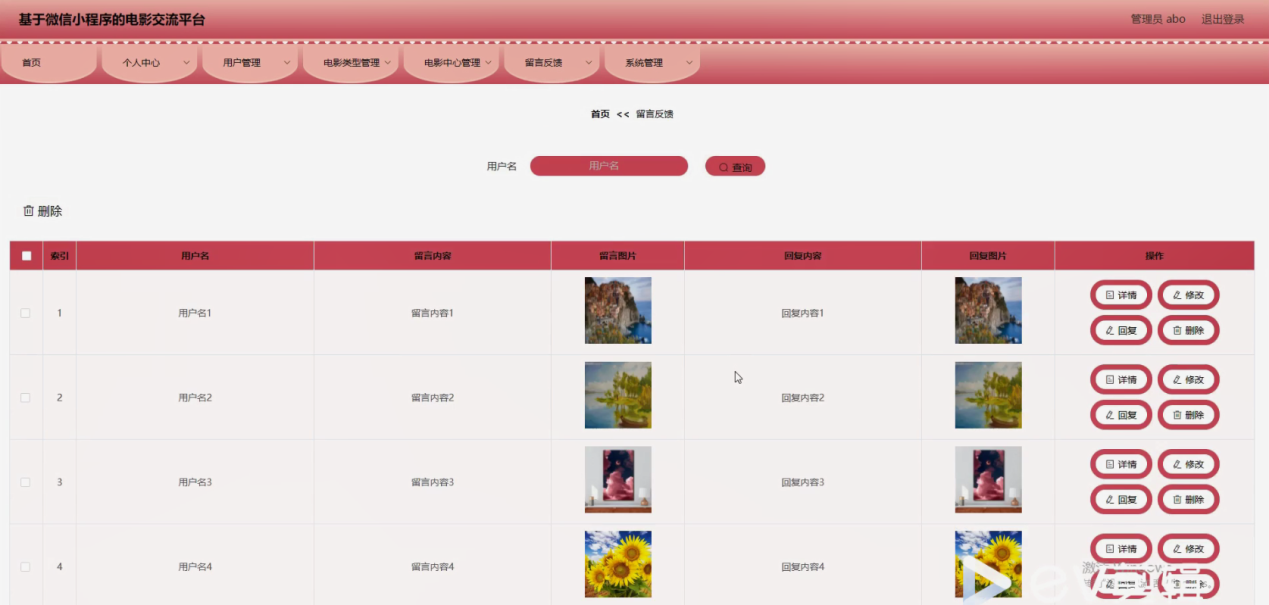 基于微信小程序的电影交流平台 管理员 abo 退出登录
首页 个人中心 用户管理 电影类型管理 电影中心管理 留言反馈 系统管理
首页 << 留言反馈
用户名 用户名 查询
删除
索引 用户名 留言内容 留言图片 回复内容 回复图片 操作
1 用户名1 留言内容1 回复内容1
详情 修改
回复 删除
2 用户名2 留言内容2 回复内容2
详情 修改
回复 删除
3 用户名3 留言内容3 回复内容3
详情 修改
回复 删除
4 用户名4 留言内容4 回复内容4
详情 修改